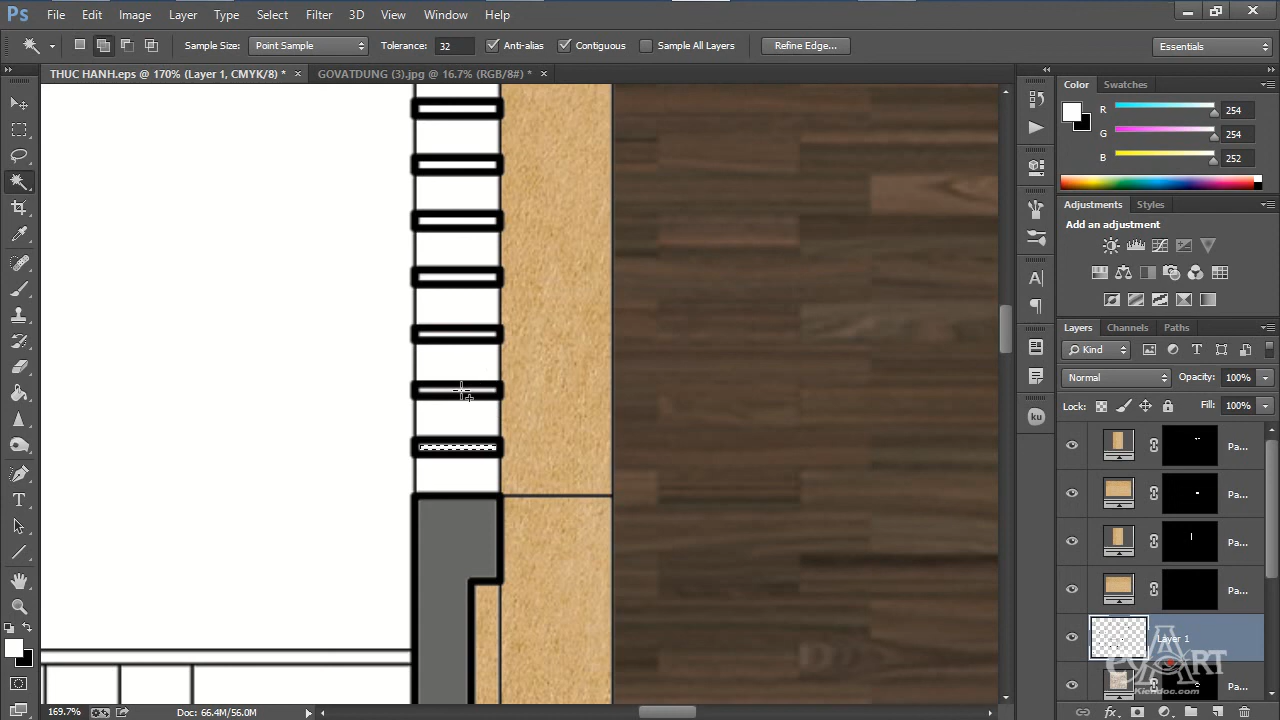 Ps File Edit Image Layer Type Select Filter 3D View Window Help
Sample Size: Point Sample Tolerance: 32 Anti-alias Contiguous Sample All Layers Refine Edge... Essentials
THUC HANH.eps @ 170% (Layer 1, CMYK/8) * × GOVATDUNG (3).jpg @ 16.7% (RGB/8#) * ×
Color Swatches
R 254
G 254
B 252
Adjustments Styles
Add an adjustment
Layers Channels Paths
Kind
Normal Opacity: 100%
Lock: Fill: 100%
Pa...
Pa...
Pa...
Pa...
Layer 1
Pa...
eyART
Kiendoc.com
169.7% Doc: 66.4M/56.0M